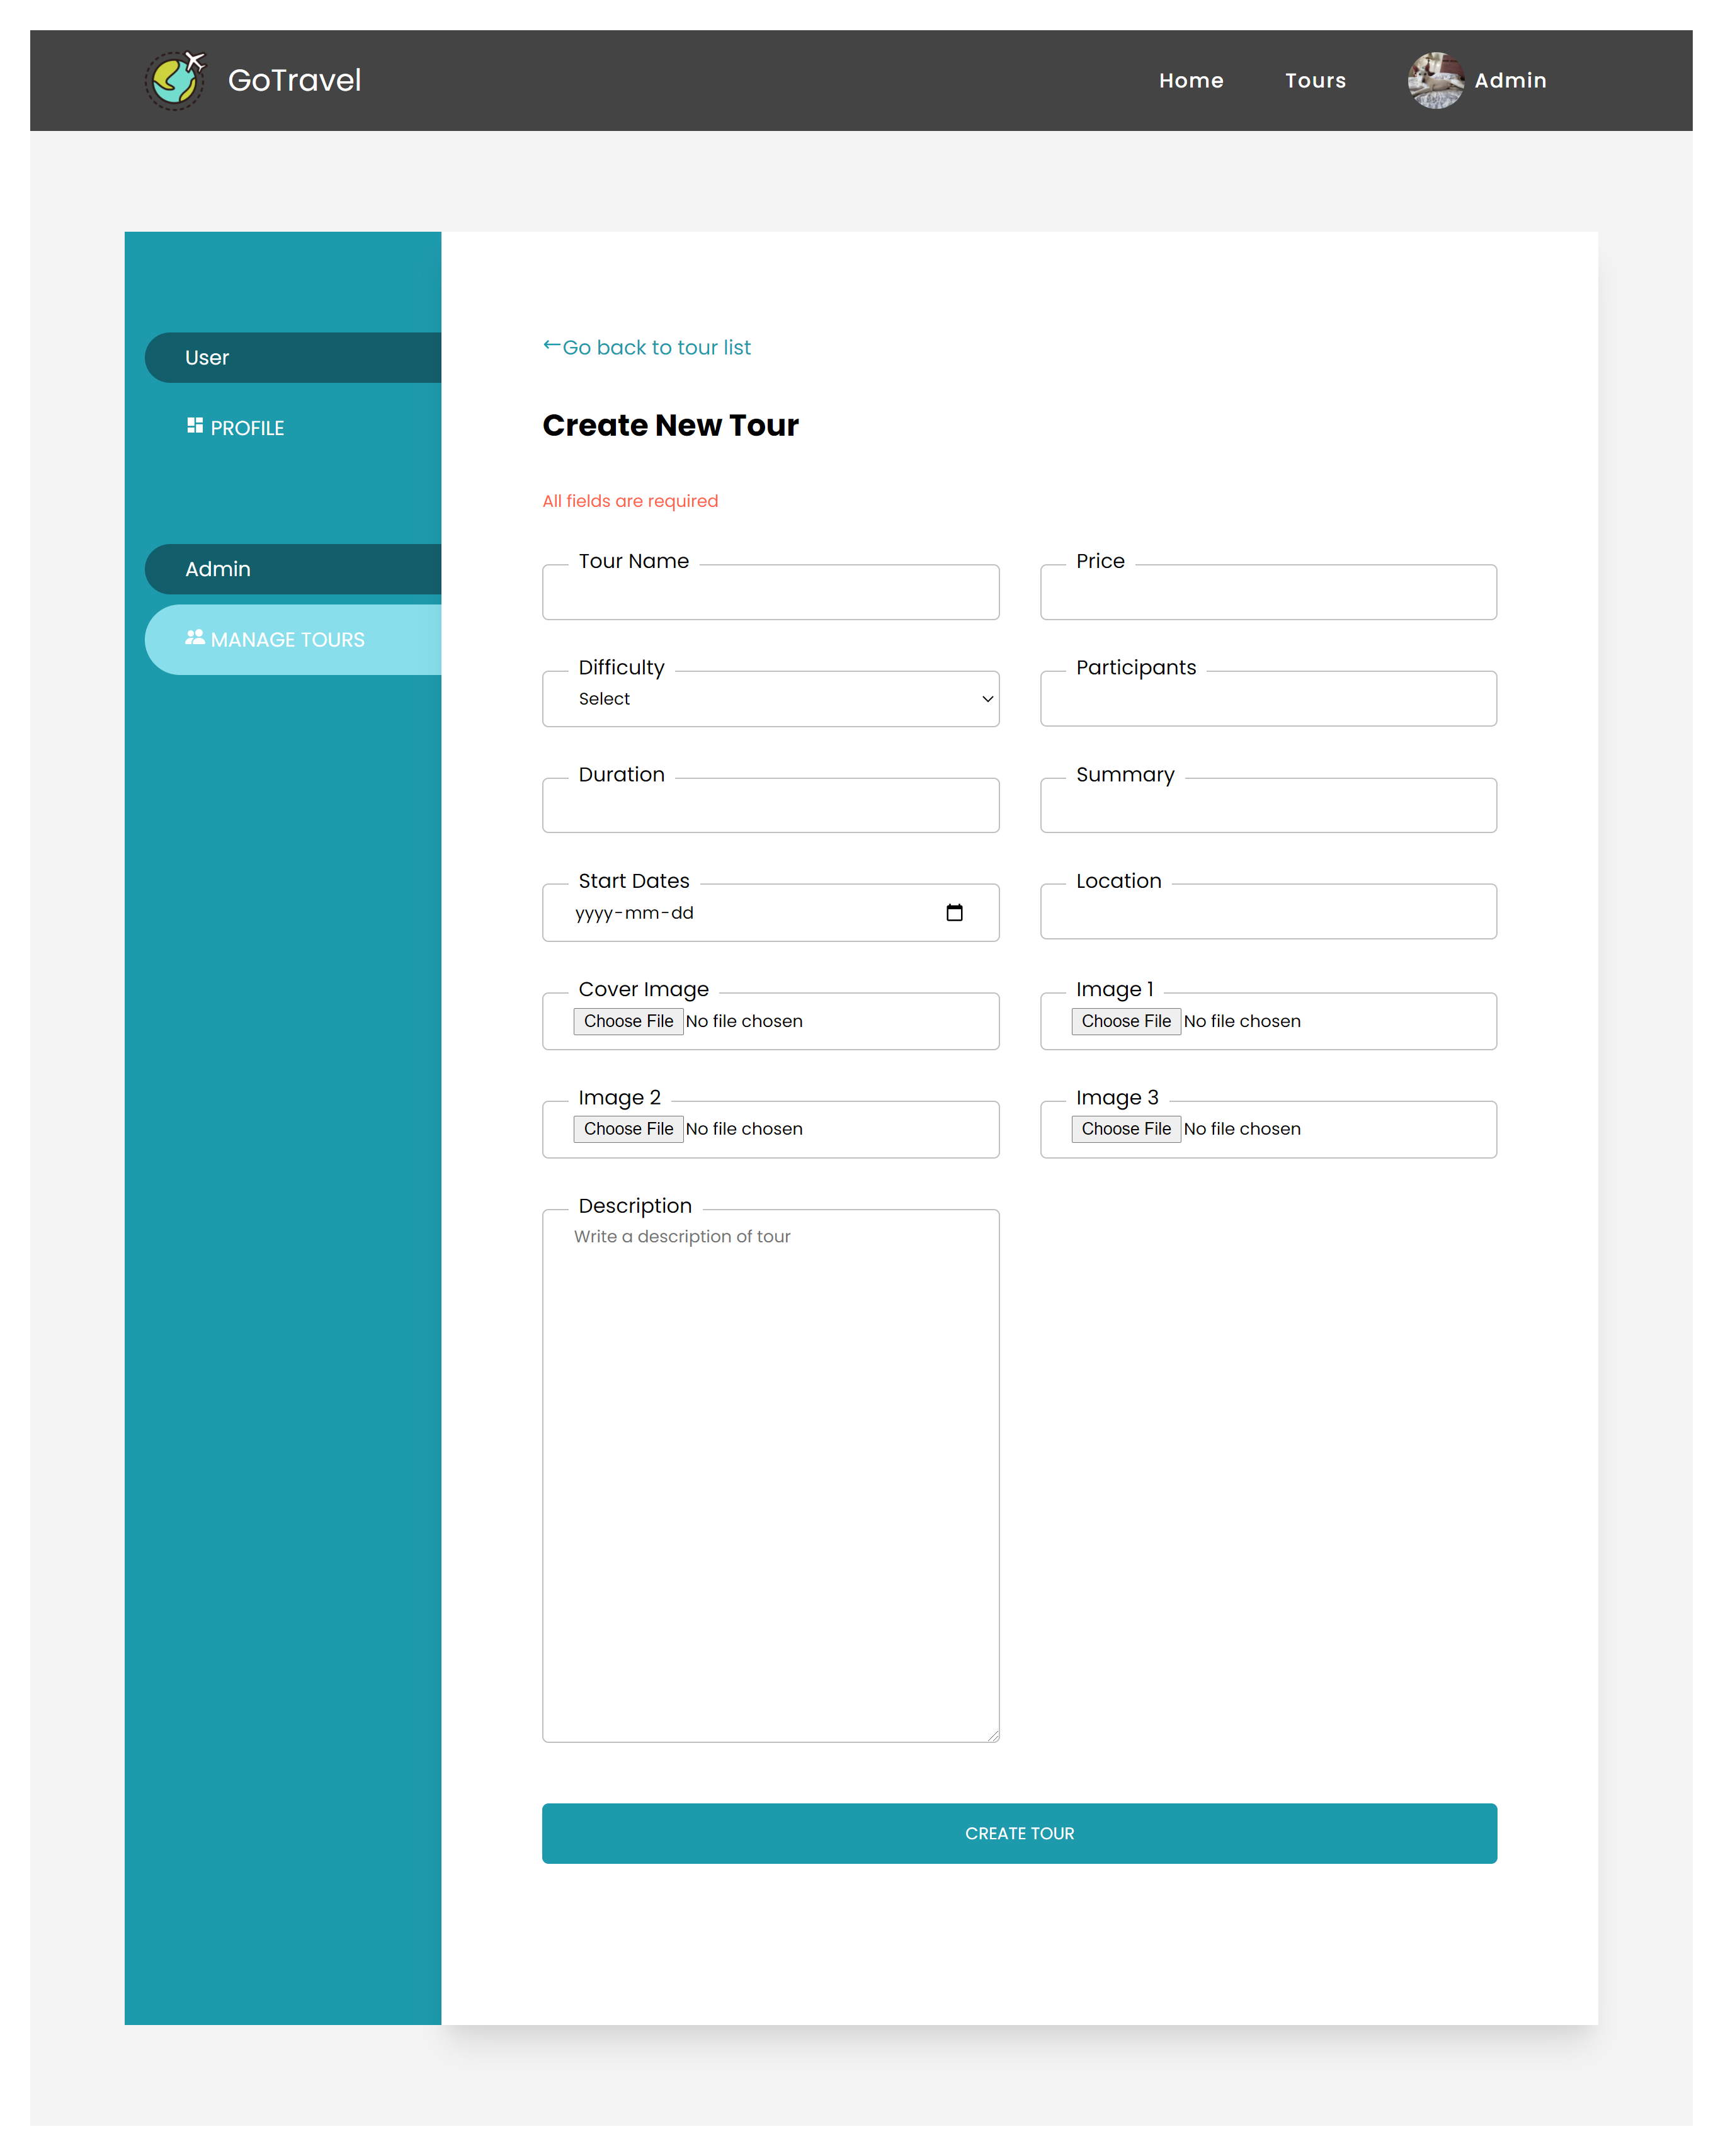 GoTravel
Home Tours Admin
User
PROFILE
Admin
MANAGE TOURS
←Go back to tour list
Create New Tour
All fields are required
Tour Name Price
Difficulty Participants
Select
Duration Summary
Start Dates Location
yyyy-mm-dd
Cover Image Image 1
Choose File No file chosen Choose File No file chosen
Image 2 Image 3
Choose File No file chosen Choose File No file chosen
Description
Write a description of tour
CREATE TOUR